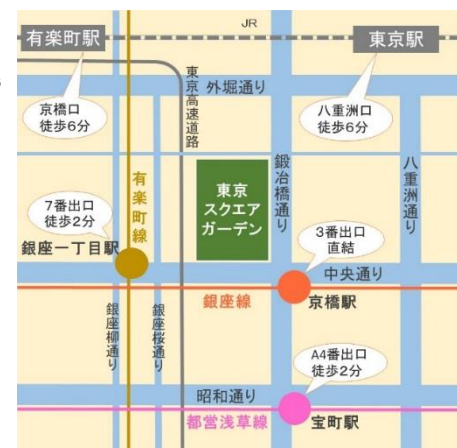 JR
有楽町駅
東京駅
京橋口
徒歩6分
東京高速道路
外堀通り
八重洲口
徒歩6分
有楽町線
東京
スクエア
ガーデン
鍛冶橋通り
八重洲通り
7番出口
徒歩2分
銀座一丁目駅
3番出口
直結
中央通り
銀座線
京橋駅
銀座柳通り
銀座桜通り
A4番出口
徒歩2分
昭和通り
都営浅草線
宝町駅